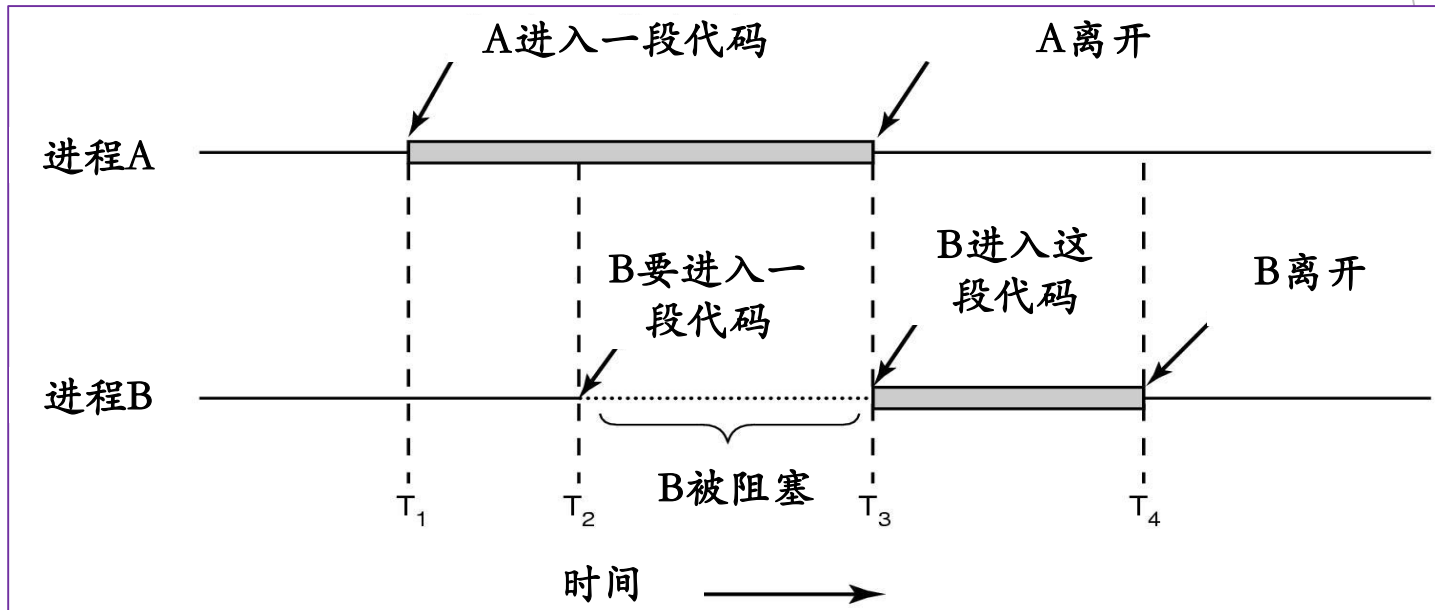 A进入一段代码
A离开
进程A
B要进入一
段代码
B进入这
段代码
B离开
进程B
B被阻塞
T₁
T₂
T₃
T₄
时间